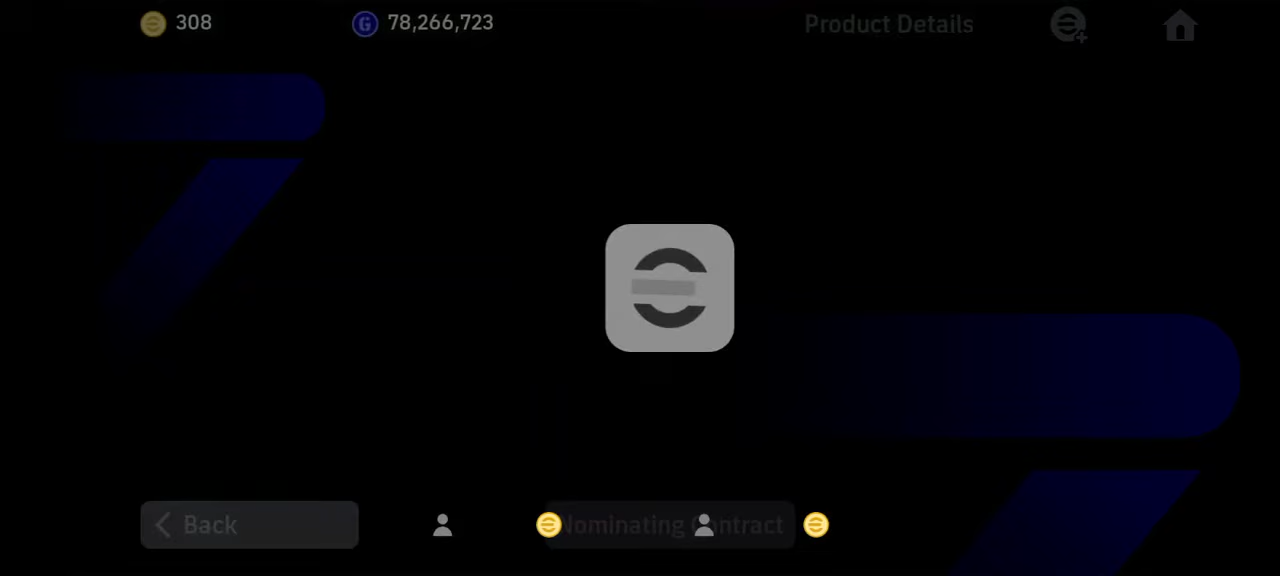 308
78,266,723
Product Details
Back
Nominating Contract